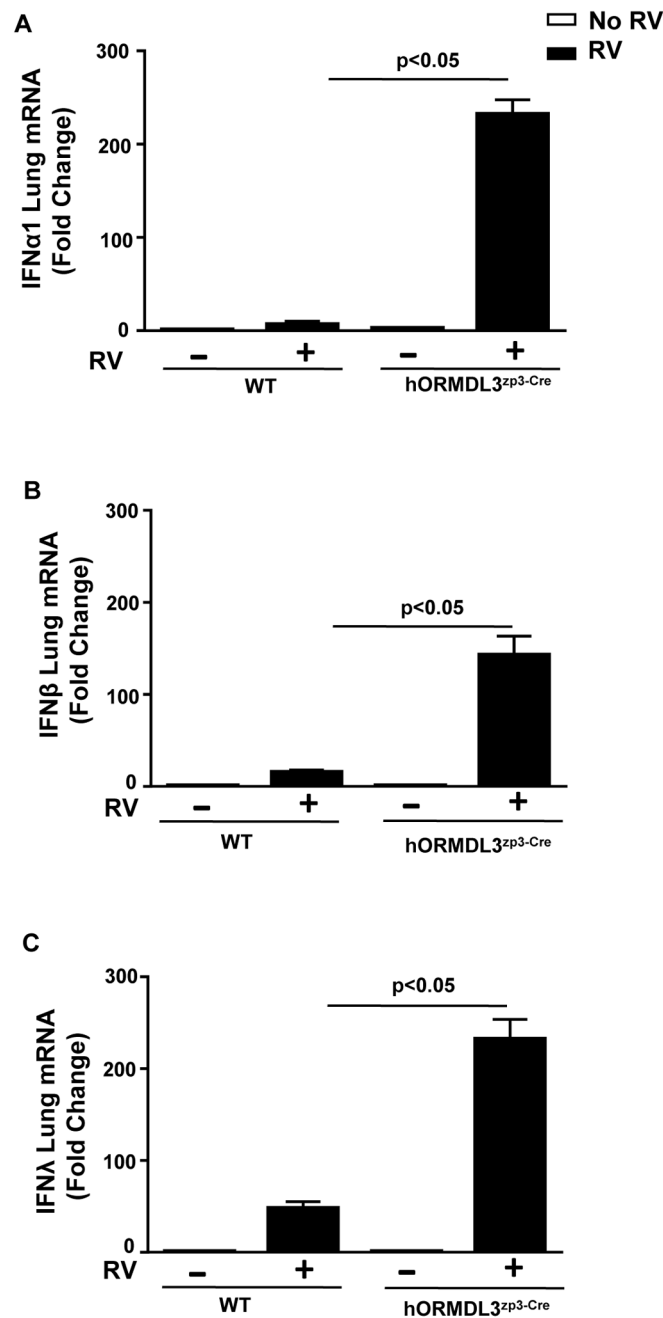 A
No RV
RV
IFNα1 Lung mRNA
(Fold Change)
300
200
100
0
p<0.05
RV
− + − +
WT
hORMDL3zp3-Cre
B
IFNβ Lung mRNA
(Fold Change)
300
200
100
0
p<0.05
RV
− + − +
WT
hORMDL3zp3-Cre
C
IFNλ Lung mRNA
(Fold Change)
300
200
100
0
p<0.05
RV
− + − +
WT
hORMDL3zp3-Cre